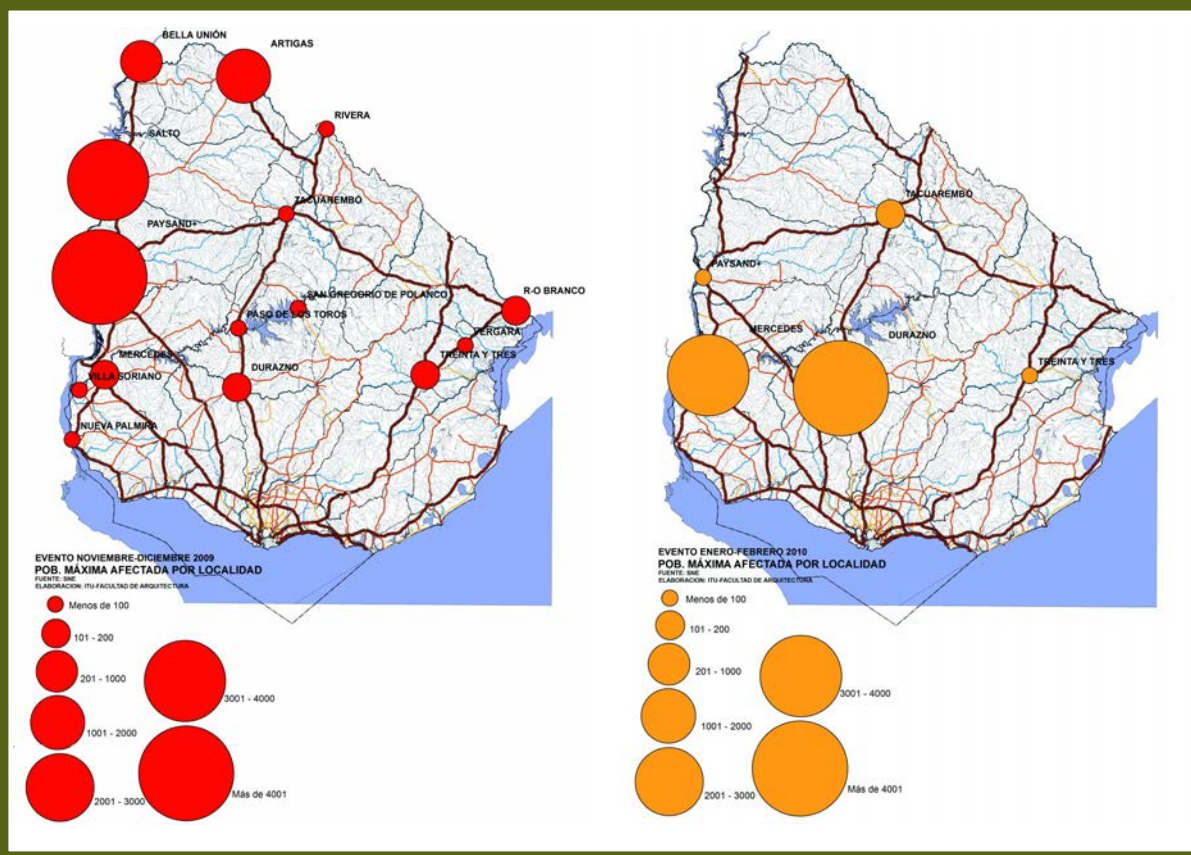 BELLA UNIÓN
ARTIGAS
RIVERA
SALTO
TACUAREMBÓ
PAYSAND+
SAN GREGORIO DE POLANCO
R-O BRANCO
PASO DE LOS TOROS
VERGARA
MERCEDES
TREINTA Y TRES
DURAZNO
VILLA SORIANO
NUEVA PALMIRA
EVENTO NOVIEMBRE-DICIEMBRE 2009
POB. MÁXIMA AFECTADA POR LOCALIDAD
FUENTE: SNE
ELABORACION: ITU-FACULTAD DE ARQUITECTURA
Menos de 100
101 - 200
201 - 1000
1001 - 2000
2001 - 3000
3001 - 4000
Más de 4001
TACUAREMBÓ
PAYSAND+
MERCEDES
DURAZNO
TREINTA Y TRES
EVENTO ENERO-FEBRERO 2010
POB. MÁXIMA AFECTADA POR LOCALIDAD
FUENTE: SNE
ELABORACION: ITU-FACULTAD DE ARQUITECTURA
Menos de 100
101 - 200
201 - 1000
1001 - 2000
2001 - 3000
3001 - 4000
Más de 4001